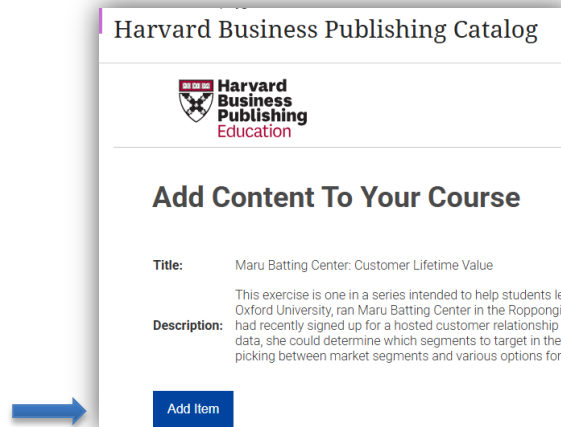 Harvard Business Publishing Catalog
Harvard
Business
Publishing
Education
Add Content To Your Course
Title: Maru Batting Center: Customer Lifetime Value
This exercise is one in a series intended to help students le
Oxford University, ran Maru Batting Center in the Roppongi
Description: had recently signed up for a hosted customer relationship
data, she could determine which segments to target in the
picking between market segments and various options for
Add Item